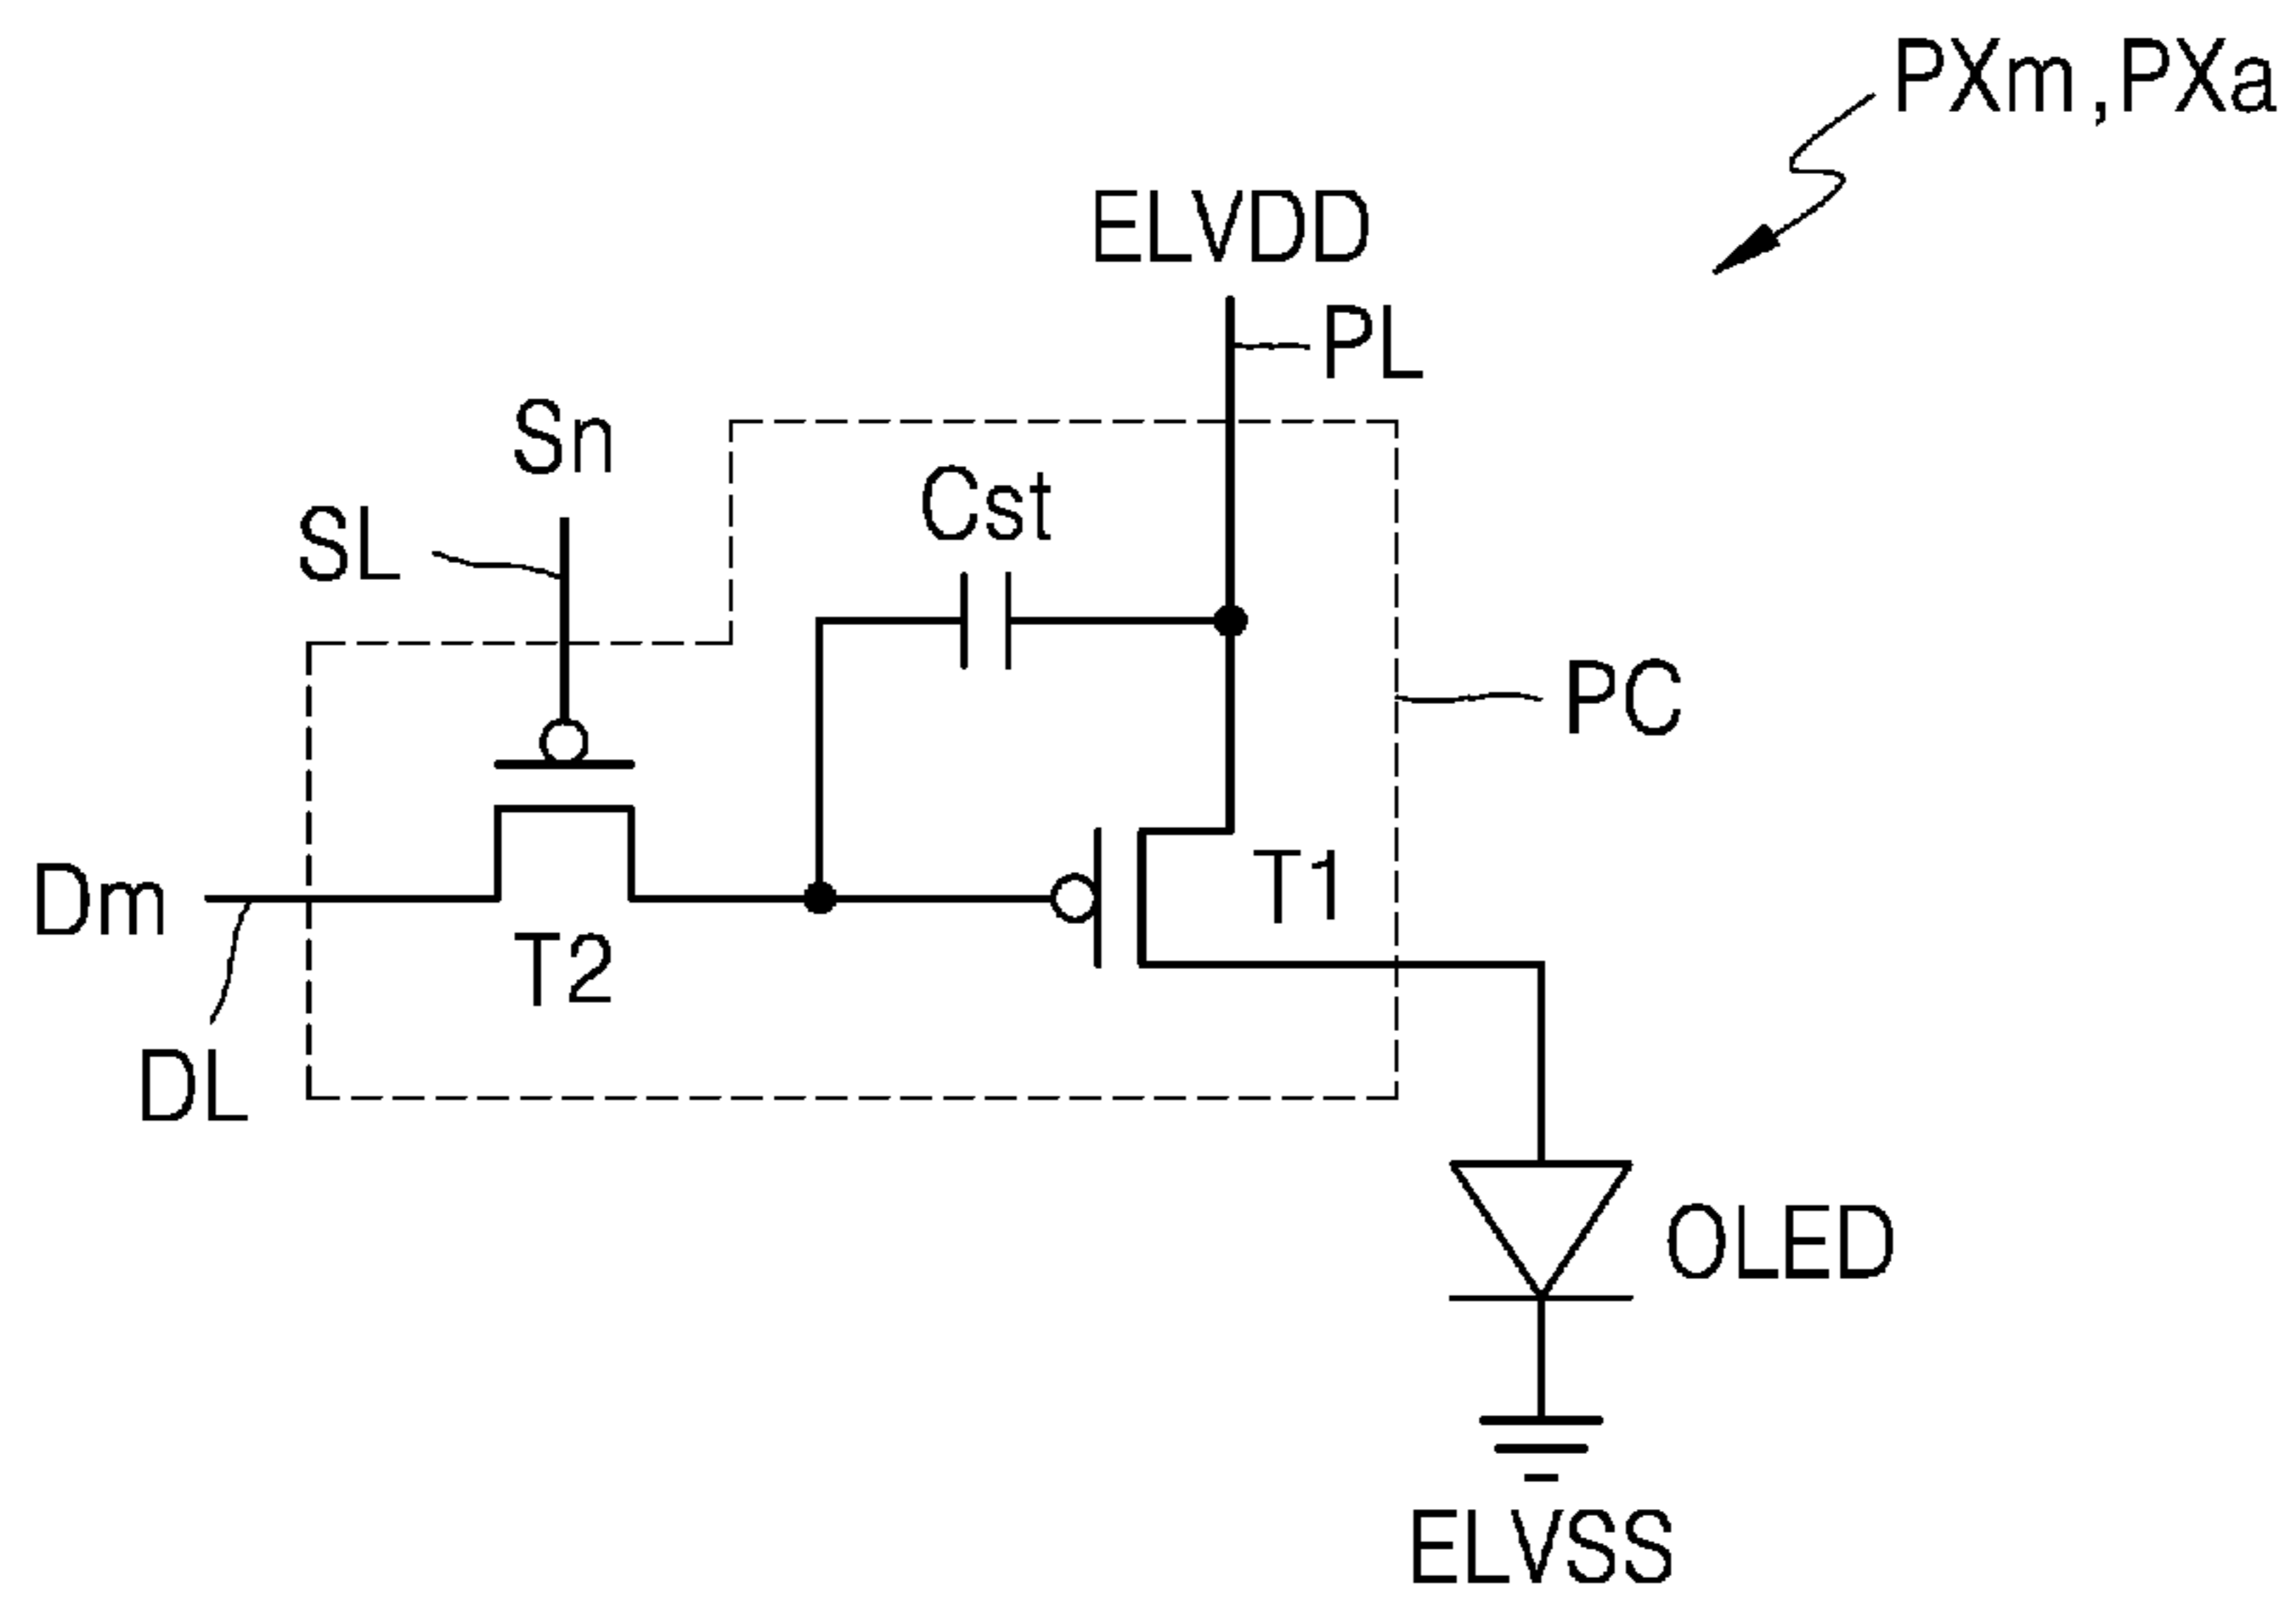 PXm,PXa
ELVDD
PL
Sn
Cst
SL
PC
T1
Dm
T2
DL
OLED
ELVSS